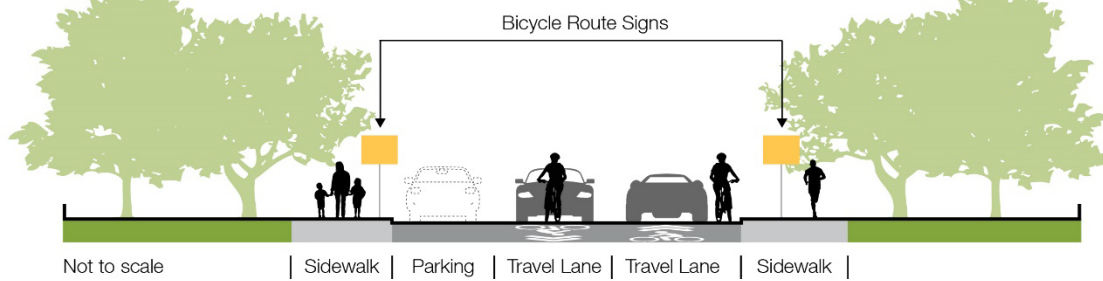 Bicycle Route Signs
Not to scale | Sidewalk | Parking | Travel Lane | Travel Lane | Sidewalk |